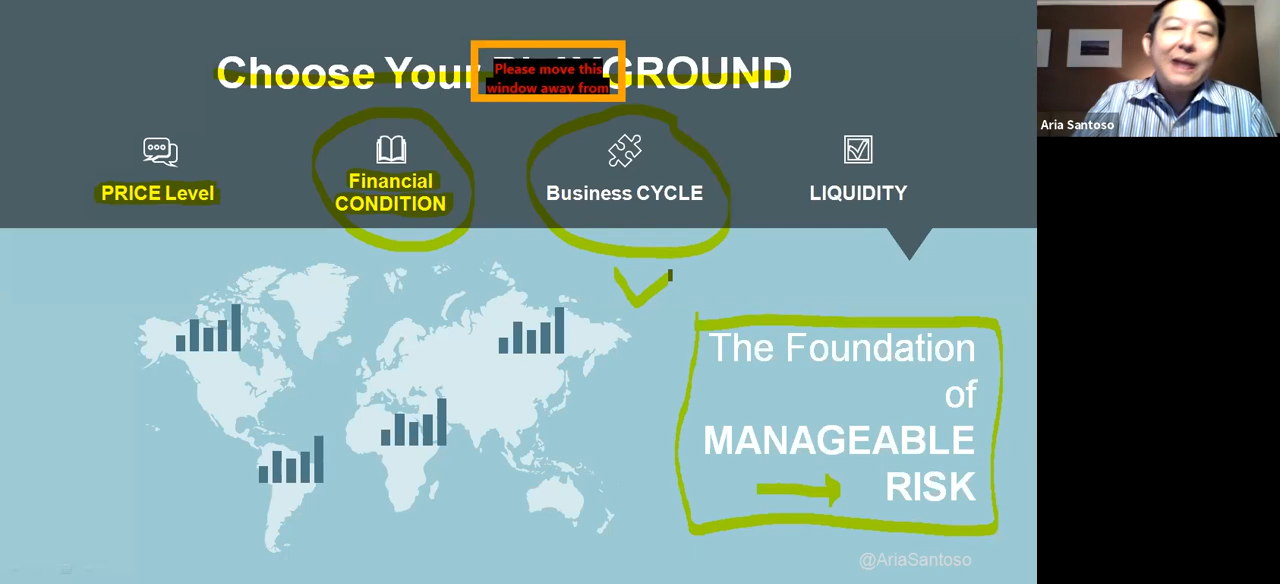 Choose Your PLAYGROUND
Please move this
window away from
PRICE Level
Financial
CONDITION
Business CYCLE
LIQUIDITY
The Foundation
of
MANAGEABLE
RISK
@AriaSantoso
Aria Santoso